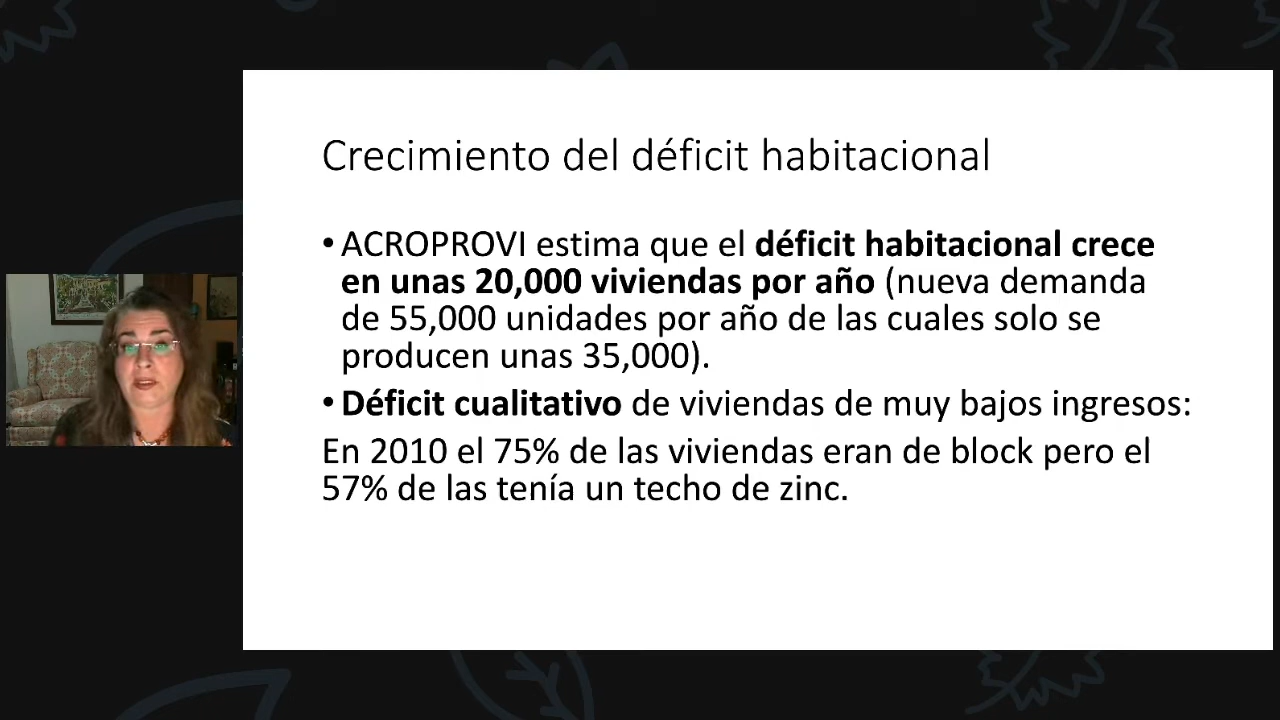 Crecimiento del déficit habitacional
• ACROPROVI estima que el déficit habitacional crece
en unas 20,000 viviendas por año (nueva demanda
de 55,000 unidades por año de las cuales solo se
producen unas 35,000).
• Déficit cualitativo de viviendas de muy bajos ingresos:
En 2010 el 75% de las viviendas eran de block pero el
57% de las tenía un techo de zinc.